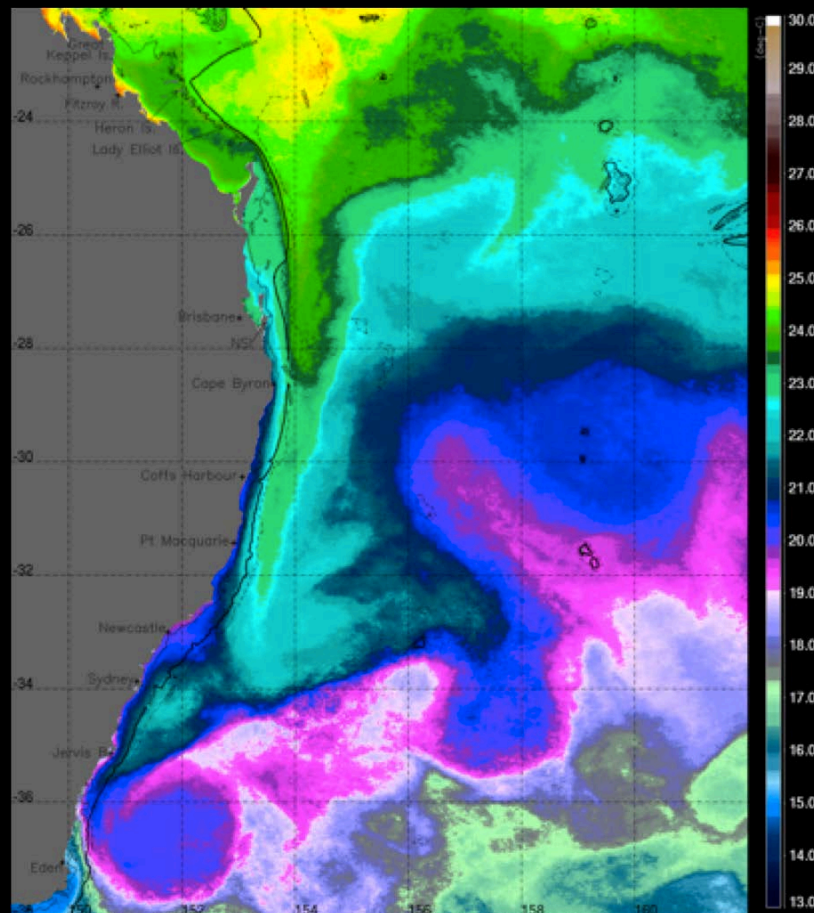 (deg-C)
30.0
Great
Keppel Is.
29.0
Rockhampton
Fitzroy R.
-24
28.0
Heron Is.
Lady Elliot Is.
27.0
-26
26.0
25.0
Brisbane
-28
NSI
24.0
Cape Byron
23.0
-30
22.0
Coffs Harbour
21.0
Pt. Macquarie
-32
20.0
Newcastle
19.0
-34
Sydney
18.0
17.0
Jervis B.
-36
16.0
15.0
Eden
14.0
150 152 154 156 158 160
13.0